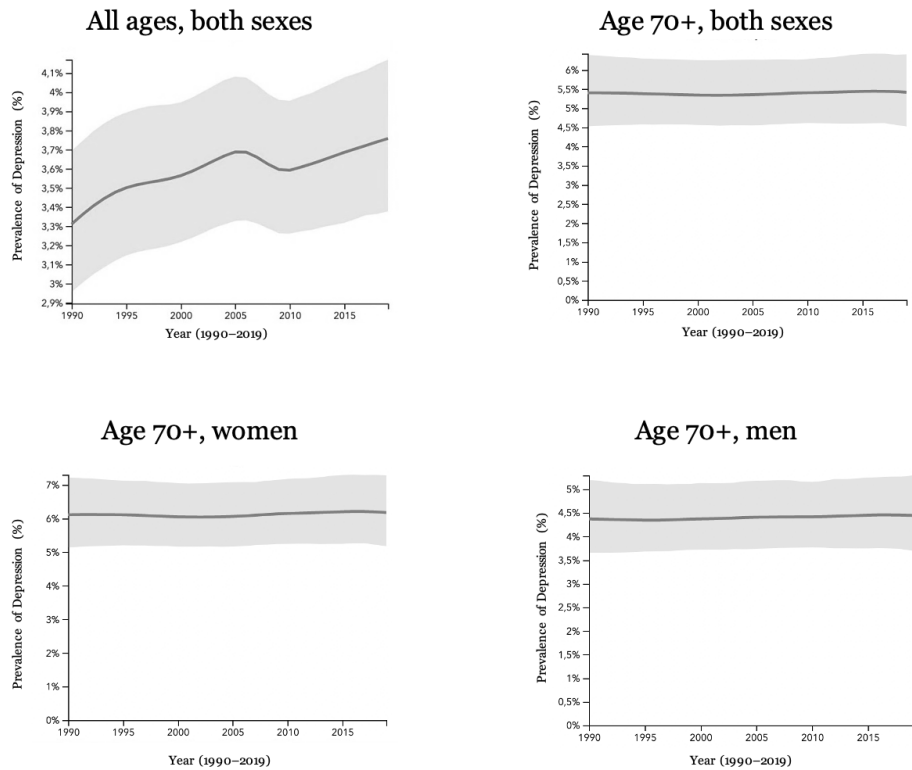 All ages, both sexes
4,1%
4%
3,9%
3,8%
3,7%
3,6%
3,5%
3,4%
3,3%
3,2%
3,1%
3%
2,9%
Prevalence of Depression (%)
1990 1995 2000 2005 2010 2015
Year (1990–2019)
Age 70+, both sexes
6%
5,5%
5%
4,5%
4%
3,5%
3%
2,5%
2%
1,5%
1%
0,5%
0%
Prevalence of Depression (%)
1990 1995 2000 2005 2010 2015
Year (1990–2019)
Age 70+, women
7%
6%
5%
4%
3%
2%
1%
0%
Prevalence of Depression (%)
1990 1995 2000 2005 2010 2015
Year (1990–2019)
Age 70+, men
5%
4,5%
4%
3,5%
3%
2,5%
2%
1,5%
1%
0,5%
0%
Prevalence of Depression (%)
1990 1995 2000 2005 2010 2015
Year (1990–2019)